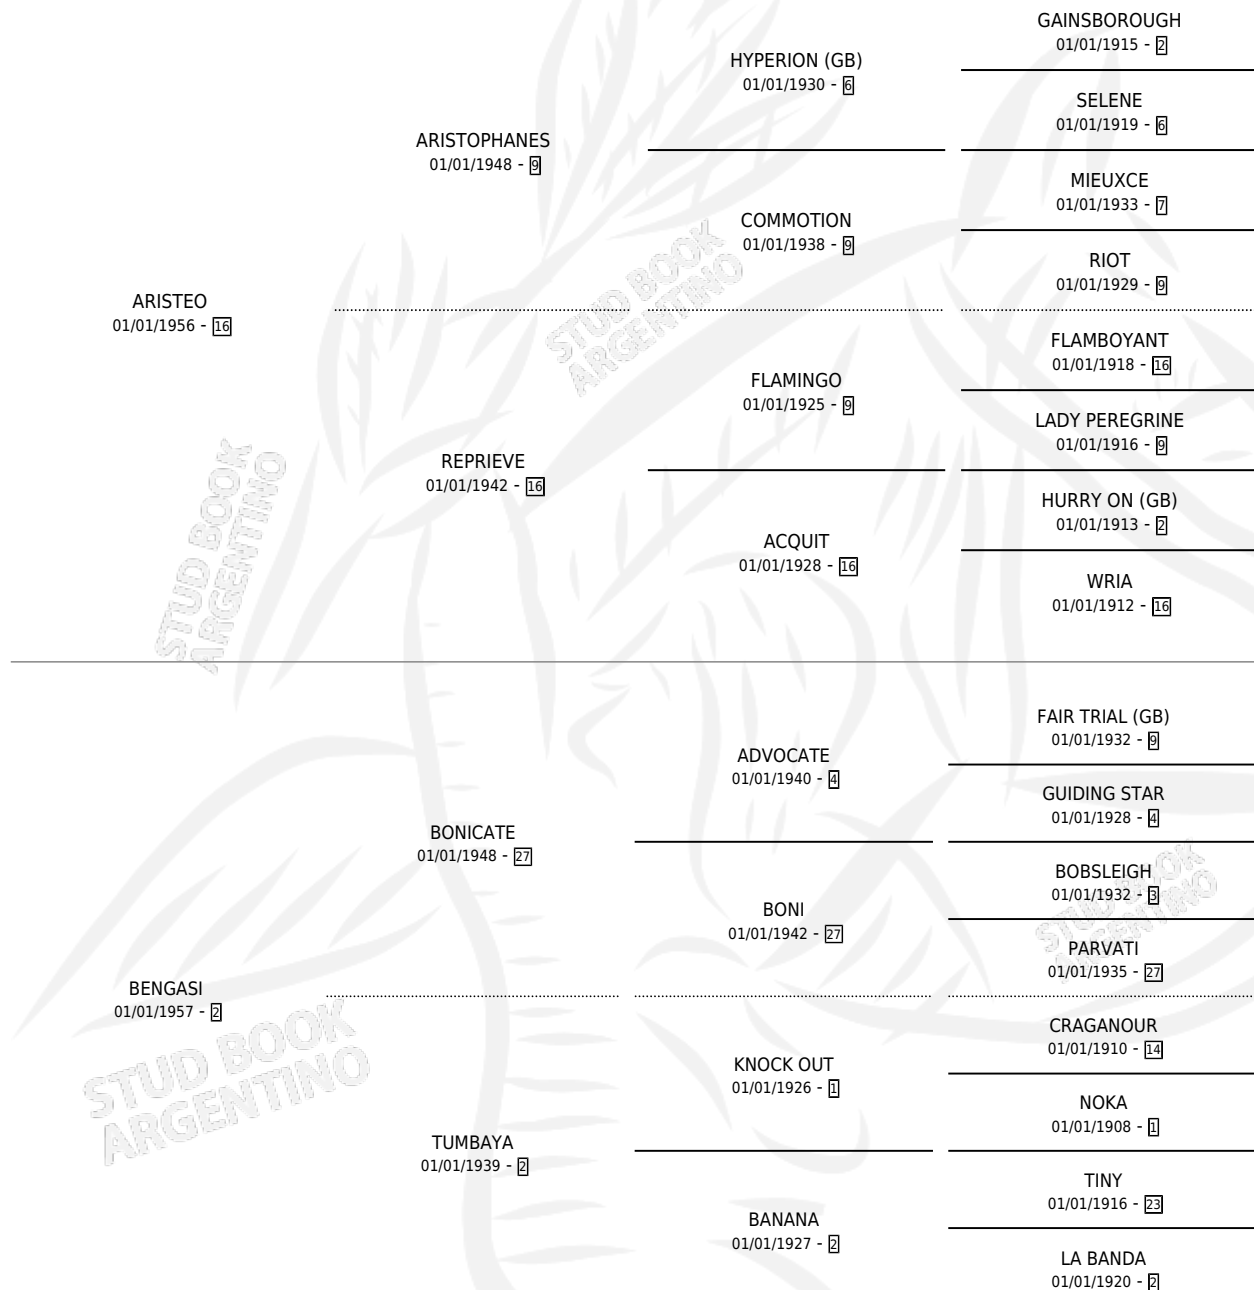 GAINSBOROUGH
01/01/1915 - 2
HYPERION (GB)
01/01/1930 - 6
SELENE
01/01/1919 - 6
ARISTOPHANES
01/01/1948 - 9
MIEUXCE
01/01/1933 - 7
COMMOTION
01/01/1938 - 9
RIOT
01/01/1929 - 9
ARISTEO
01/01/1956 - 16
FLAMBOYANT
01/01/1918 - 16
FLAMINGO
01/01/1925 - 9
LADY PEREGRINE
01/01/1916 - 9
REPRIEVE
01/01/1942 - 16
HURRY ON (GB)
01/01/1913 - 2
ACQUIT
01/01/1928 - 16
WRIA
01/01/1912 - 16
FAIR TRIAL (GB)
01/01/1932 - 9
ADVOCATE
01/01/1940 - 4
GUIDING STAR
01/01/1928 - 4
BONICATE
01/01/1948 - 27
BOBSLEIGH
01/01/1932 - 3
BONI
01/01/1942 - 27
PARVATI
01/01/1935 - 27
BENGASI
01/01/1957 - 2
CRAGANOUR
01/01/1910 - 14
KNOCK OUT
01/01/1926 - 1
NOKA
01/01/1908 - 1
TUMBAYA
01/01/1939 - 2
TINY
01/01/1916 - 23
BANANA
01/01/1927 - 2
LA BANDA
01/01/1920 - 2
STUD BOOK
ARGENTINO
STUD BOOK
ARGENTINO
STUD BOOK
ARGENTINO
STUD BOOK
ARGENTINO